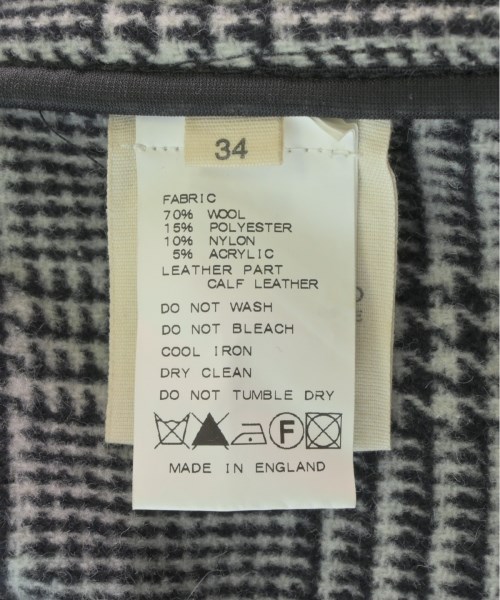 34
FABRIC
70% WOOL
15% POLYESTER
10% NYLON
5% ACRYLIC
LEATHER PART
CALF LEATHER
DO NOT WASH
DO NOT BLEACH
COOL IRON
DRY CLEAN
DO NOT TUMBLE DRY
F
MADE IN ENGLAND